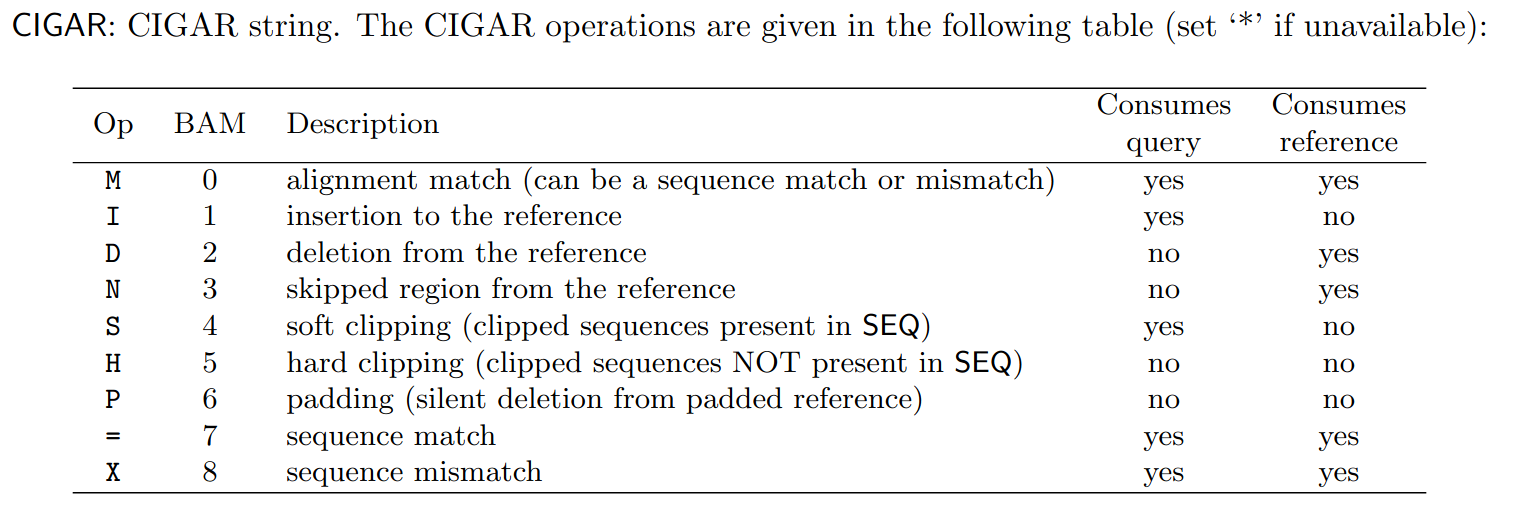 CIGAR: CIGAR string. The CIGAR operations are given in the following table (set ‘*’ if unavailable):
Op BAM Description Consumes query Consumes reference
M 0 alignment match (can be a sequence match or mismatch) yes yes
I 1 insertion to the reference yes no
D 2 deletion from the reference no yes
N 3 skipped region from the reference no yes
S 4 soft clipping (clipped sequences present in SEQ) yes no
H 5 hard clipping (clipped sequences NOT present in SEQ) no no
P 6 padding (silent deletion from padded reference) no no
= 7 sequence match yes yes
X 8 sequence mismatch yes yes